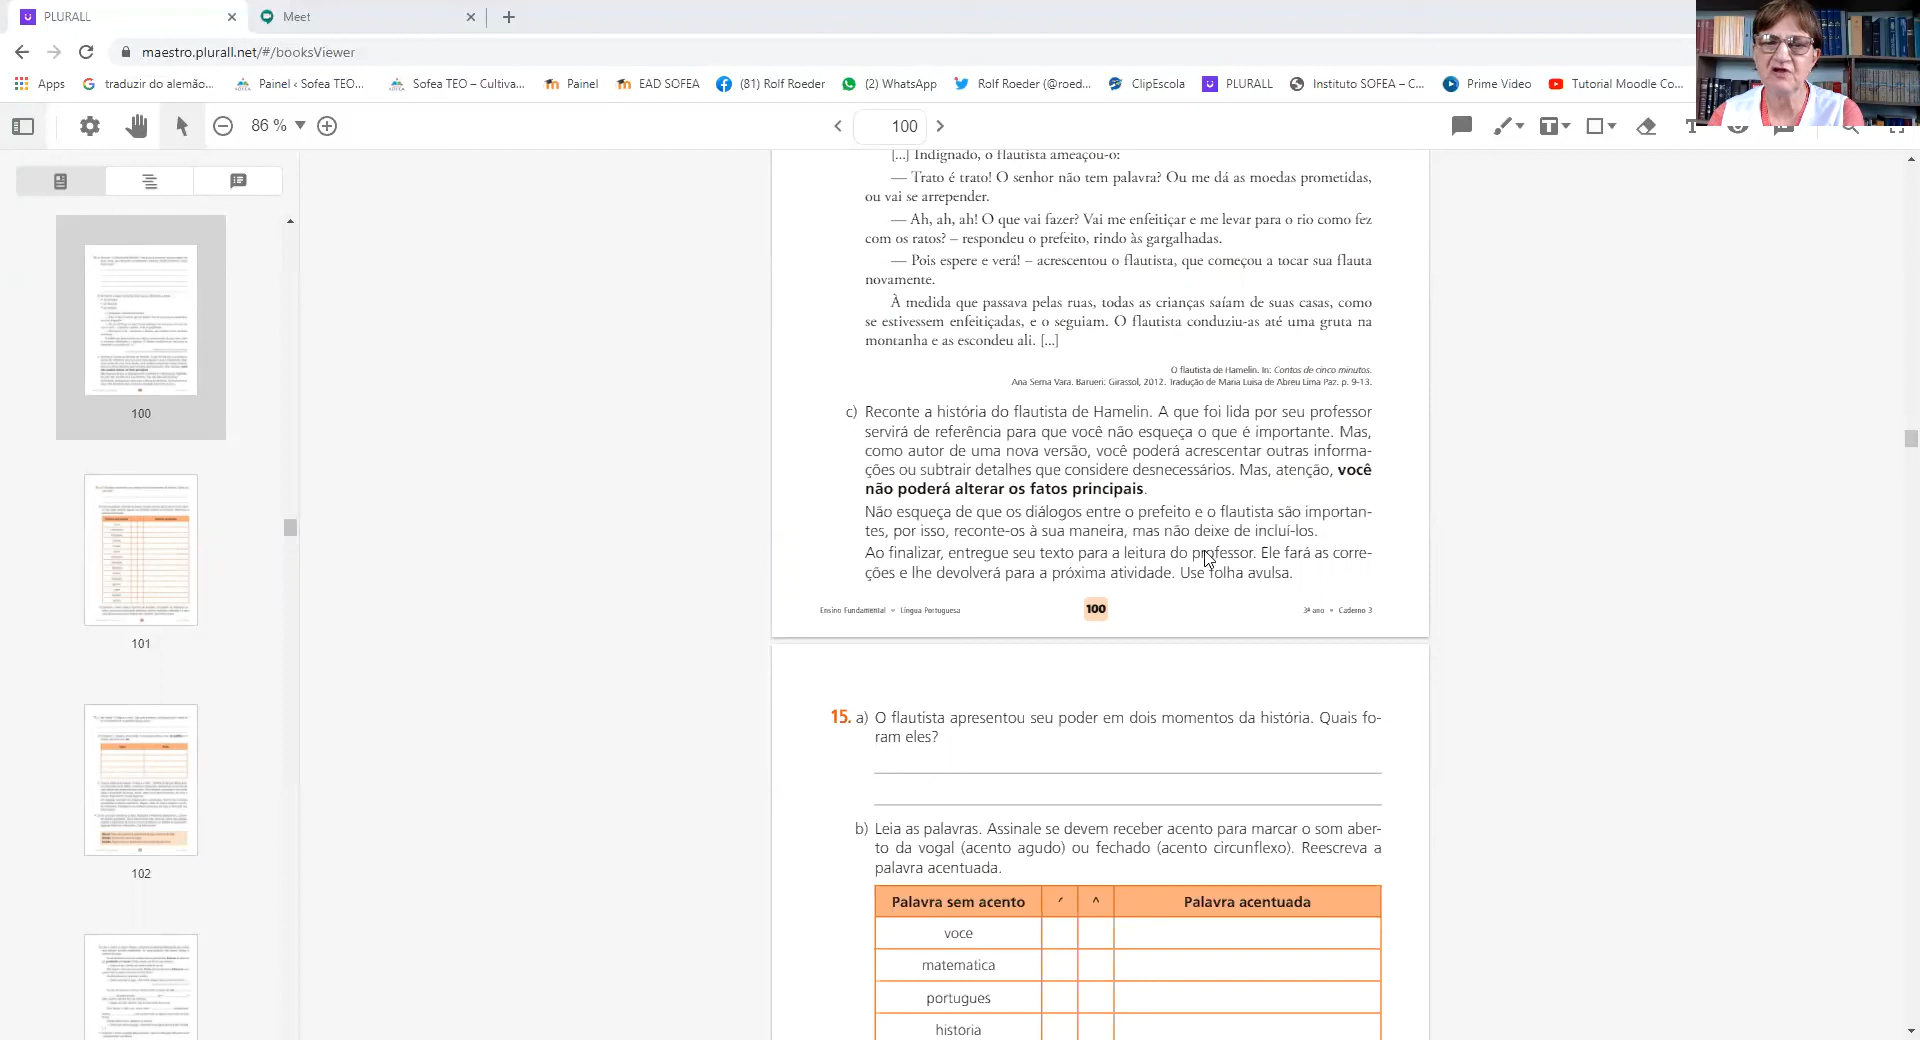 PLURALL
Meet
maestro.plurall.net/#/booksViewer
Apps
traduzir do alemão...
Painel ‹ Sofea TEO...
Sofea TEO – Cultiva...
Painel
EAD SOFEA
(81) Rolf Roeder
(2) WhatsApp
Rolf Roeder (@roed...
ClipEscola
PLURALL
Instituto SOFEA – C...
Prime Video
Tutorial Moodle Co...
86 %
100
[...] Indignado, o flautista ameaçou-o:
— Trato é trato! O senhor não tem palavra? Ou me dá as moedas prometidas,
ou vai se arrepender.
— Ah, ah, ah! O que vai fazer? Vai me enfeitiçar e me levar para o rio como fez
com os ratos? – respondeu o prefeito, rindo às gargalhadas.
— Pois espere e verá! – acrescentou o flautista, que começou a tocar sua flauta
novamente.
À medida que passava pelas ruas, todas as crianças saíam de suas casas, como
se estivessem enfeitiçadas, e o seguiam. O flautista conduziu-as até uma gruta na
montanha e as escondeu ali. [...]
O flautista de Hamelin. In: Contos de cinco minutos.
Ana Serna Vara. Barueri: Girassol, 2012. Tradução de Maria Luisa de Abreu Lima Paz. p. 9-13.
c) Reconte a história do flautista de Hamelin. A que foi lida por seu professor
servirá de referência para que você não esqueça o que é importante. Mas,
como autor de uma nova versão, você poderá acrescentar outras informa-
ções ou subtrair detalhes que considere desnecessários. Mas, atenção, você
não poderá alterar os fatos principais.
Não esqueça de que os diálogos entre o prefeito e o flautista são importan-
tes, por isso, reconte-os à sua maneira, mas não deixe de incluí-los.
Ao finalizar, entregue seu texto para a leitura do professor. Ele fará as corre-
ções e lhe devolverá para a próxima atividade. Use folha avulsa.
Ensino Fundamental • Língua Portuguesa
100
3º ano • Caderno 3
15. a) O flautista apresentou seu poder em dois momentos da história. Quais fo-
ram eles?
b) Leia as palavras. Assinale se devem receber acento para marcar o som aber-
to da vogal (acento agudo) ou fechado (acento circunflexo). Reescreva a
palavra acentuada.
Palavra sem acento ´ ^ Palavra acentuada
voce
matematica
portugues
historia
100
101
102